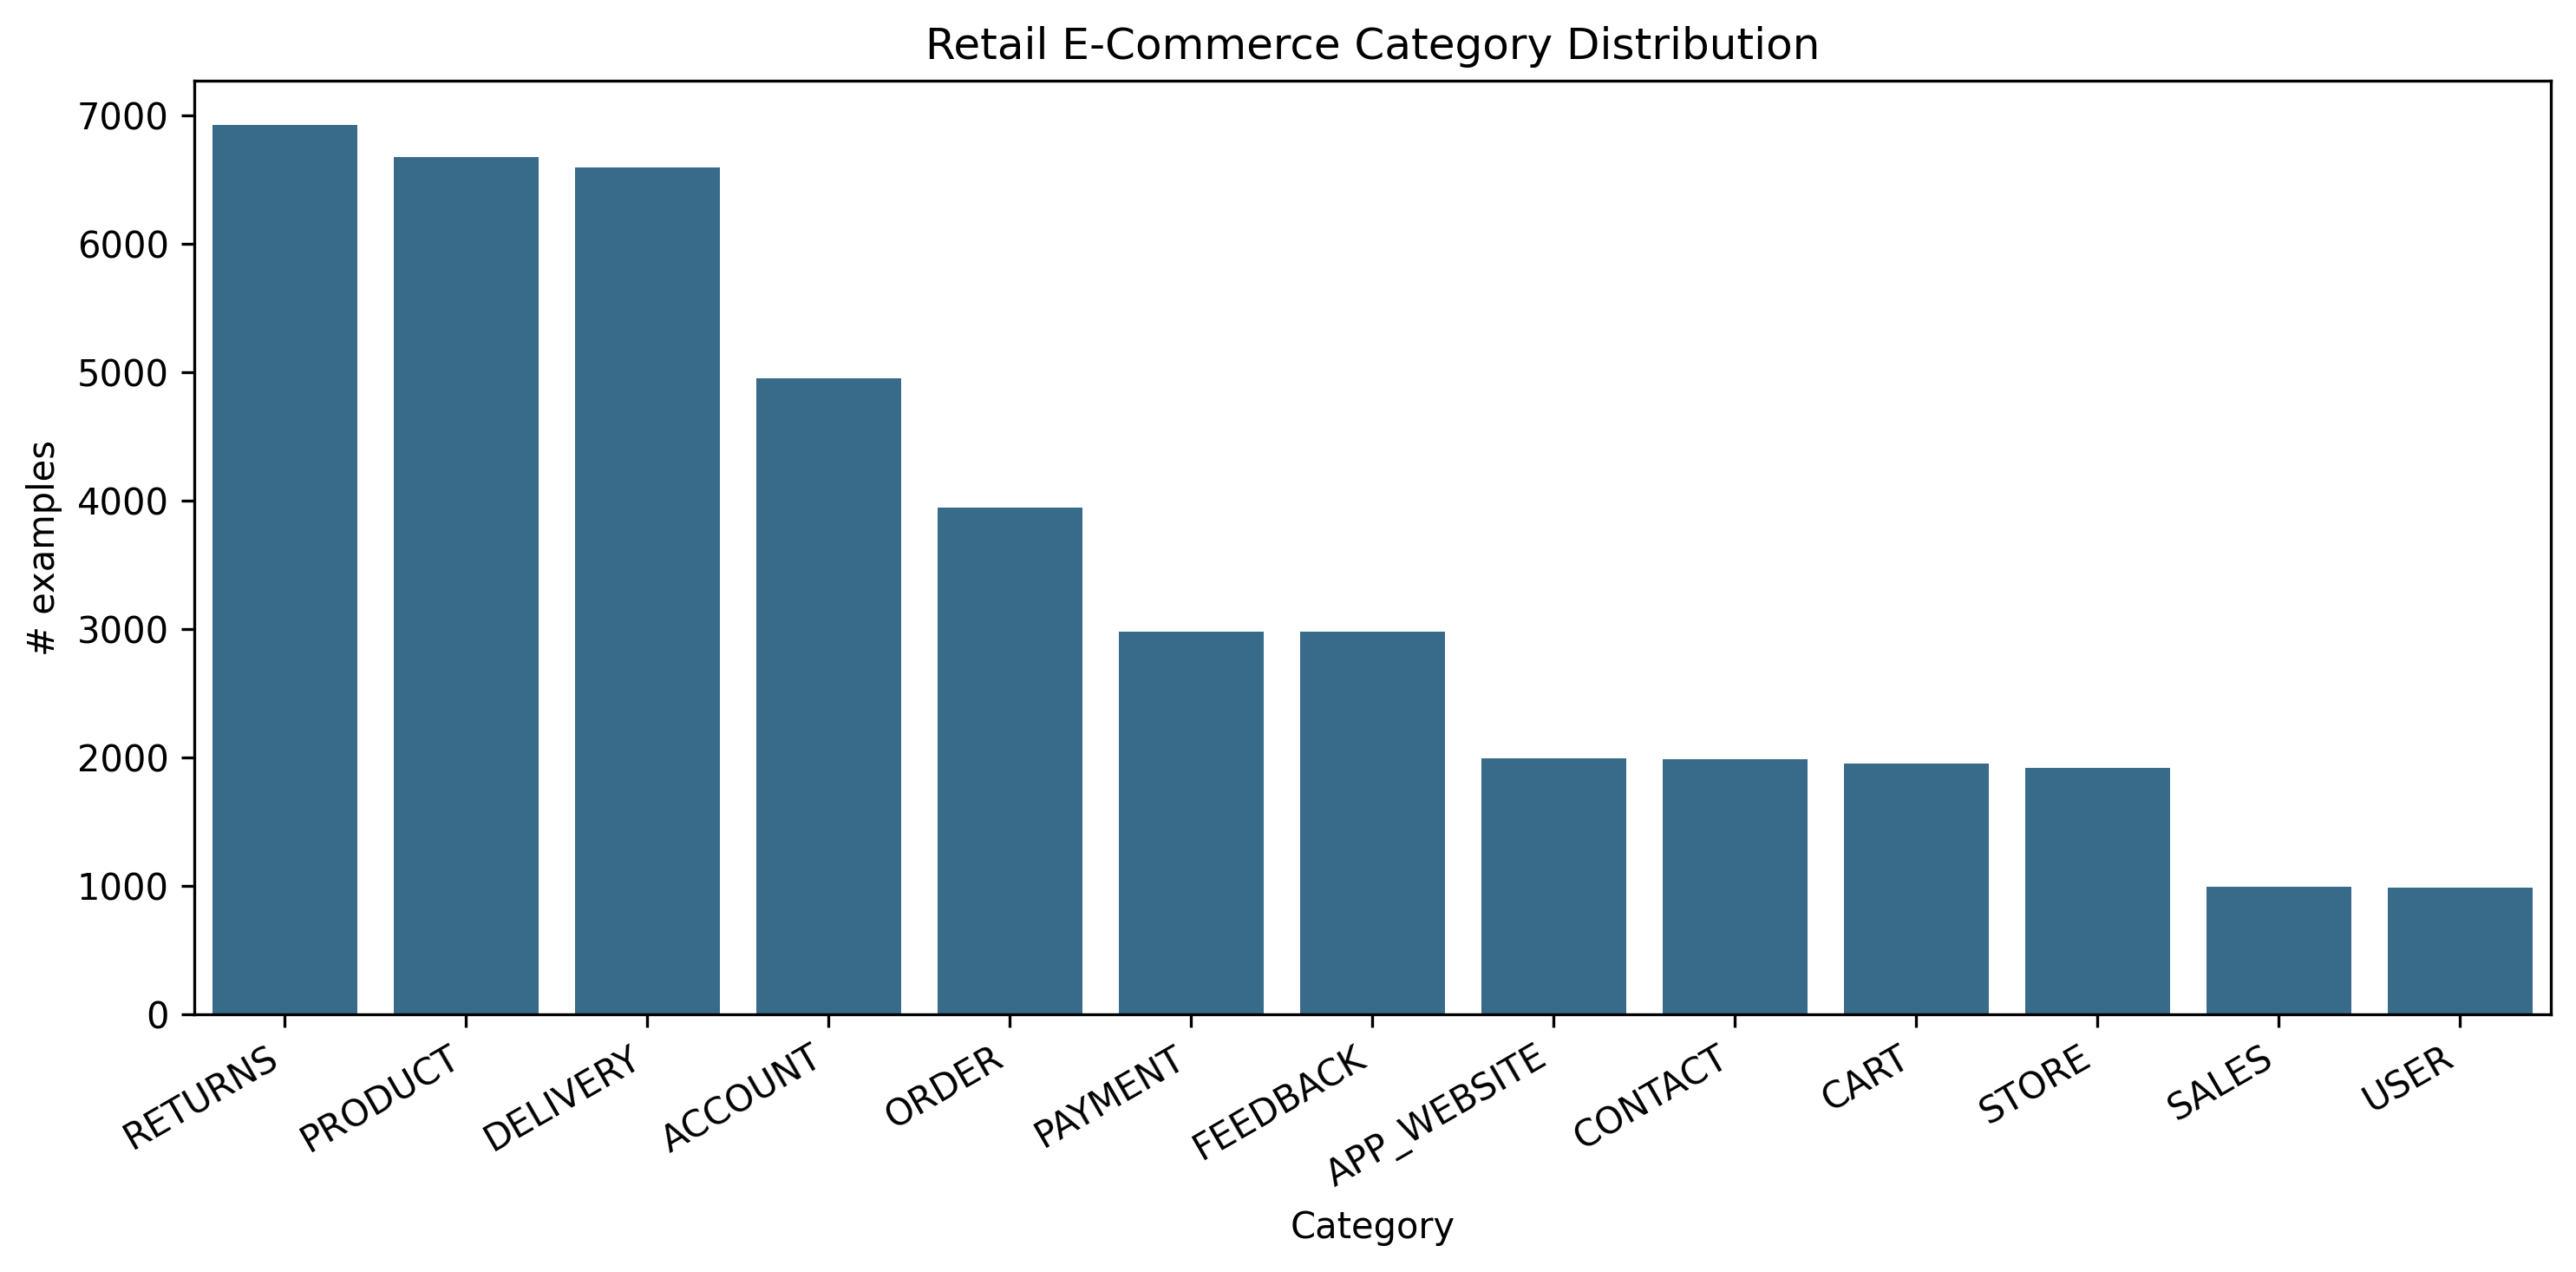 Retail E-Commerce Category Distribution
# examples
7000
6000
5000
4000
3000
2000
1000
0
RETURNS
PRODUCT
DELIVERY
ACCOUNT
ORDER
PAYMENT
FEEDBACK
APP_WEBSITE
CONTACT
CART
STORE
SALES
USER
Category